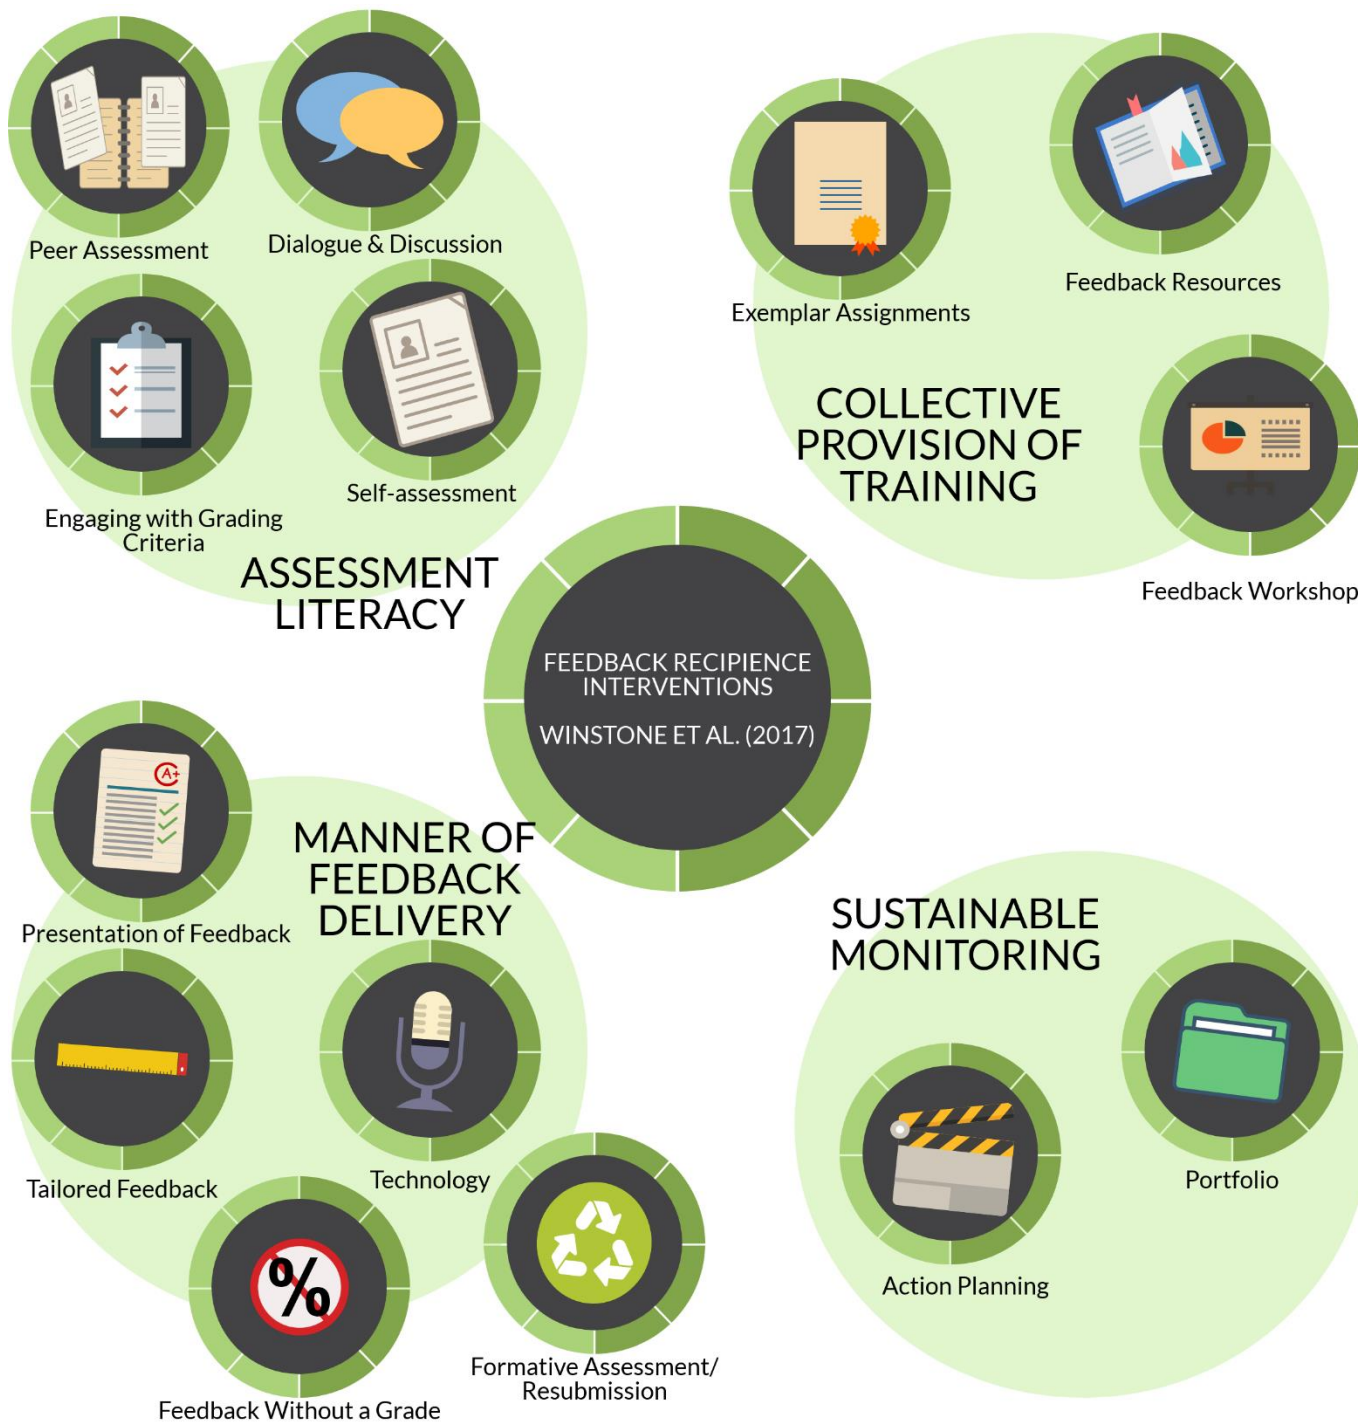 Peer Assessment
Dialogue & Discussion
Engaging with Grading
Criteria
Self-assessment
ASSESSMENT
LITERACY
Exemplar Assignments
Feedback Resources
COLLECTIVE
PROVISION OF
TRAINING
Feedback Workshop
FEEDBACK RECIPIENCE
INTERVENTIONS
WINSTONE ET AL. (2017)
A+
Presentation of Feedback
MANNER OF
FEEDBACK
DELIVERY
Tailored Feedback
Technology
%
Feedback Without a Grade
Formative Assessment/
Resubmission
SUSTAINABLE
MONITORING
Action Planning
Portfolio